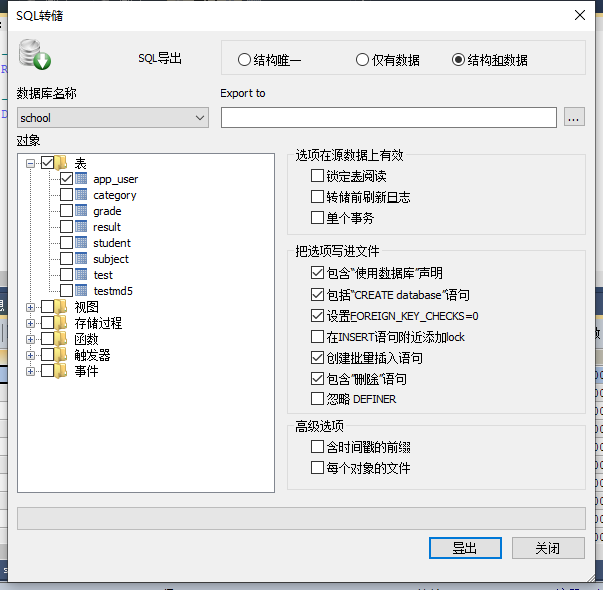 SQL转储
SQL导出
结构唯一
仅有数据
结构和数据
数据库名称
Export to
school
...
对象
表
app_user
category
grade
result
student
subject
test
testmd5
视图
存储过程
函数
触发器
事件
选项在源数据上有效
锁定表阅读
转储前刷新日志
单个事务
把选项写进文件
包含“使用数据库”声明
包括“CREATE database”语句
设置FOREIGN_KEY_CHECKS=0
在INSERT语句附近添加lock
创建批量插入语句
包含“删除”语句
忽略 DEFINER
高级选项
含时间戳的前缀
每个对象的文件
导出
关闭